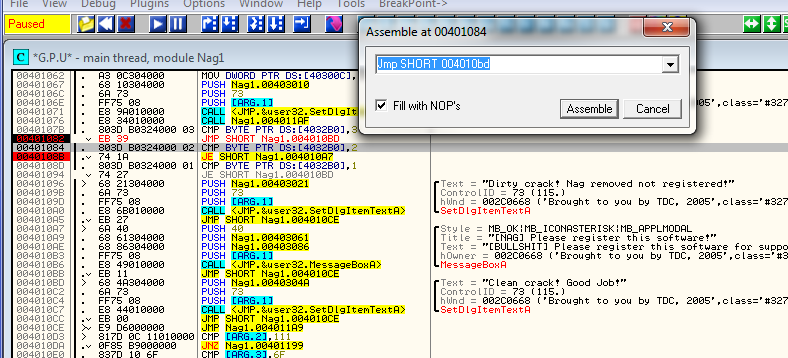 Plugins Options Window Help Tools BreakPoint->
Paused
C *G.P.U* - main thread, module Nag1
Assemble at 00401084
Jmp SHORT 004010bd
Fill with NOP's
Assemble
Cancel
00401062 . A3 0C304000 MOV DWORD PTR DS:[40300C],
00401067 . 68 10304000 PUSH Nag1.00403010
0040106C . 6A 73 PUSH 73
0040106E . FF75 08 PUSH [ARG.1]
00401071 . E8 9A010000 CALL <JMP.&user32.SetDlg
00401076 . E8 34010000 CALL Nag1.004011AF
0040107B . 803D B0324000 03 CMP BYTE PTR DS:[4032B0],3
00401082 EB 39 JMP SHORT Nag1.004010BD
00401084 . 803D B0324000 02 CMP BYTE PTR DS:[4032B0],2
0040108B 74 1A JE SHORT Nag1.004010A7
0040108D . 803D B0324000 01 CMP BYTE PTR DS:[4032B0],1
00401094 74 27 JE SHORT Nag1.004010BD
00401096 > 68 21304000 PUSH Nag1.00403021 Text = "Dirty crack! Nag removed not registered!"
0040109B . 6A 73 PUSH 73 ControlID = 73 (115.)
0040109D . FF75 08 PUSH [ARG.1] hWnd = 002C0668 ('Brought to you by TDC, 2005',class='#327
004010A0 . E8 6B010000 CALL <JMP.&user32.SetDlgItemTextA> SetDlgItemTextA
004010A5 EB 27 JMP SHORT Nag1.004010CE
004010A7 > 6A 40 PUSH 40 Style = MB_OK|MB_ICONASTERISK|MB_APPLMODAL
004010A9 . 68 61304000 PUSH Nag1.00403061 Title = "[NAG] Please register this software!"
004010AE . 68 86304000 PUSH Nag1.00403086 Text = "[BULLSHIT] Please register this software for suppo
004010B3 . FF75 08 PUSH [ARG.1] hOwner = 002C0668 ('Brought to you by TDC, 2005',class='#327
004010B6 . E8 49010000 CALL <JMP.&user32.MessageBoxA> MessageBoxA
004010BB EB 11 JMP SHORT Nag1.004010CE
004010BD > 68 4A304000 PUSH Nag1.0040304A Text = "Clean crack! Good Job!"
004010C2 . 6A 73 PUSH 73 ControlID = 73 (115.)
004010C4 . FF75 08 PUSH [ARG.1] hWnd = 002C0668 ('Brought to you by TDC, 2005',class='#327
004010C7 . E8 44010000 CALL <JMP.&user32.SetDlgItemTextA> SetDlgItemTextA
004010CC EB 00 JMP SHORT Nag1.004010CE
004010CE > E9 D6000000 JMP Nag1.004011A9
004010D3 > 817D 0C 11010000 CMP [ARG.2],111
004010DA 0F85 B9000000 JNZ Nag1.00401199
004010E0 . 837D 10 6F CMP [ARG.3],6F